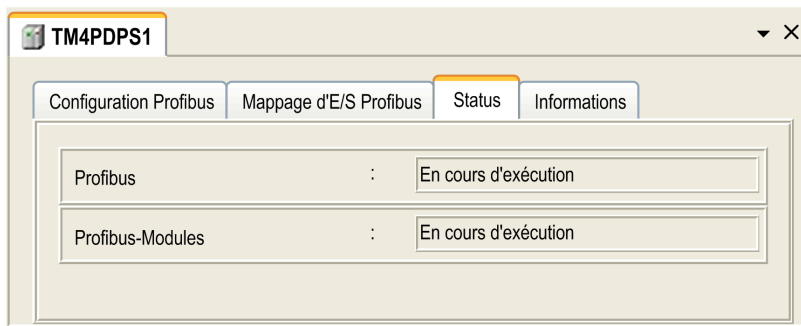 TM4PDPS1
Configuration Profibus Mappage d'E/S Profibus Status Informations
Profibus : En cours d'exécution
Profibus-Modules : En cours d'exécution